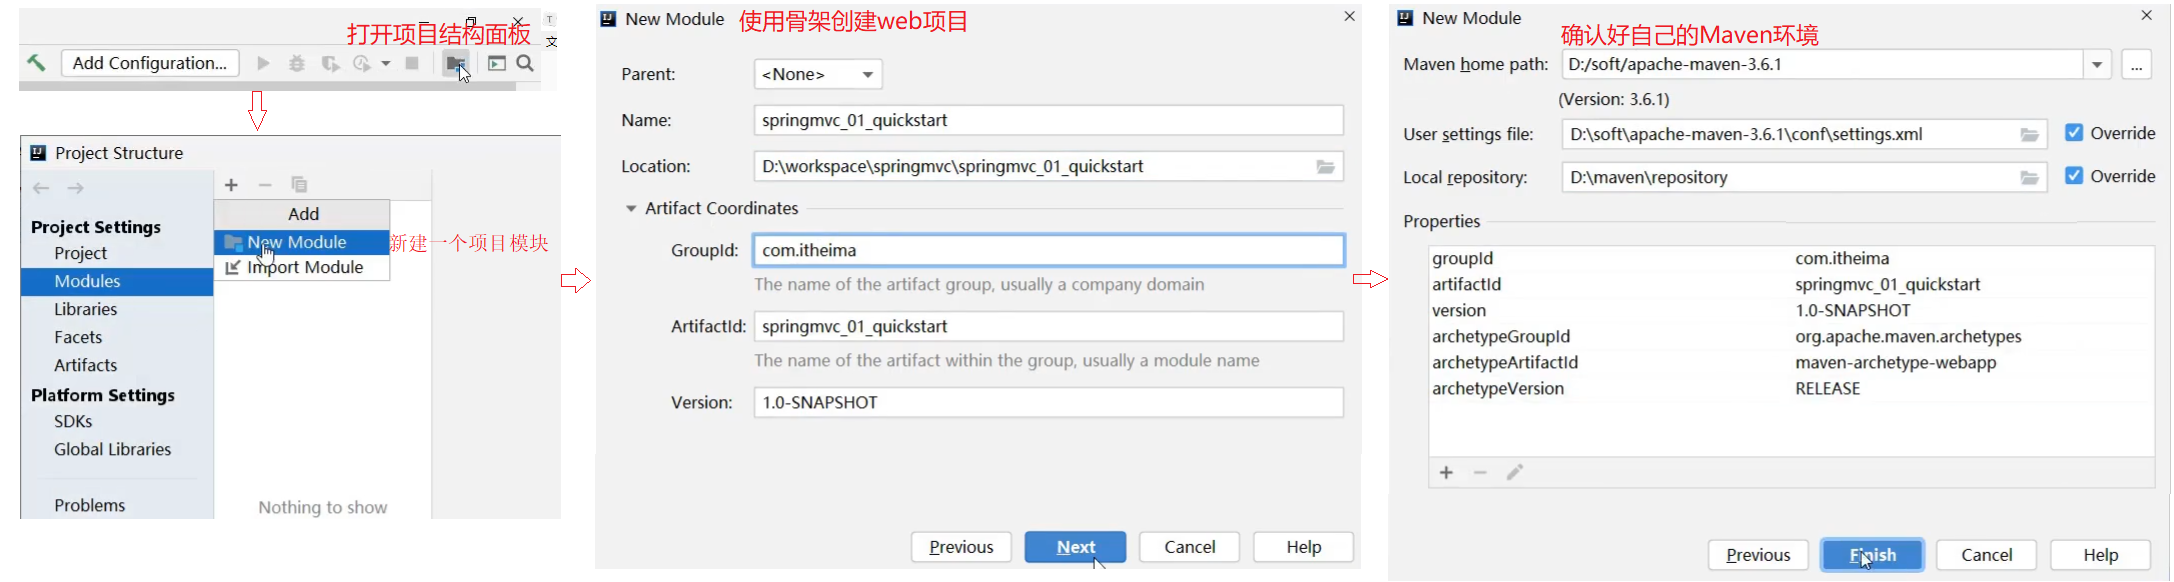 打开项目结构面板
T
文
Add Configuration...
Project Structure
Add
New Module
新建一个项目模块
Import Module
Project Settings
Project
Modules
Libraries
Facets
Artifacts
Platform Settings
SDKs
Global Libraries
Problems
Nothing to show
New Module 使用骨架创建web项目
Parent: <None>
Name: springmvc_01_quickstart
Location: D:\workspace\springmvc\springmvc_01_quickstart
Artifact Coordinates
GroupId: com.itheima
The name of the artifact group, usually a company domain
ArtifactId: springmvc_01_quickstart
The name of the artifact within the group, usually a module name
Version: 1.0-SNAPSHOT
Previous Next Cancel Help
New Module
确认好自己的Maven环境
Maven home path: D:/soft/apache-maven-3.6.1 ...
(Version: 3.6.1)
User settings file: D:\soft\apache-maven-3.6.1\conf\settings.xml Override
Local repository: D:\maven\repository Override
Properties
groupId com.itheima
artifactId springmvc_01_quickstart
version 1.0-SNAPSHOT
archetypeGroupId org.apache.maven.archetypes
archetypeArtifactId maven-archetype-webapp
archetypeVersion RELEASE
Previous Finish Cancel Help